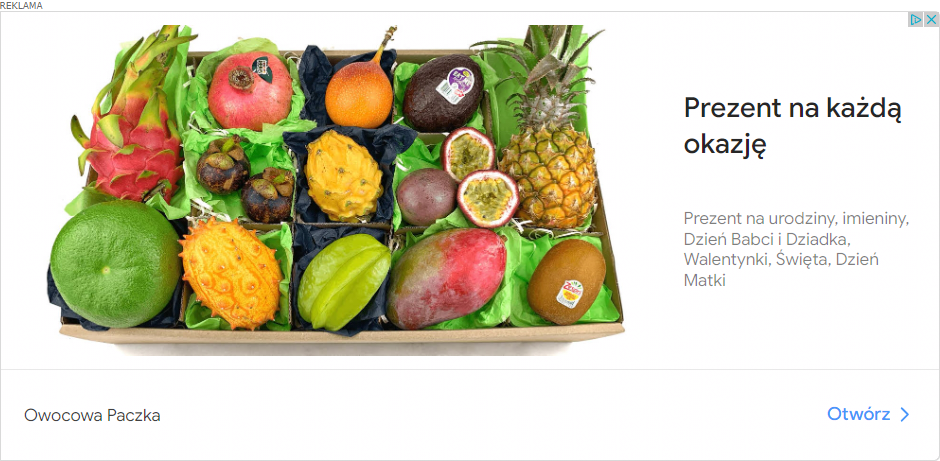 REKLAMA
Prezent na każdą
okazję
Prezent na urodziny, imieniny,
Dzień Babci i Dziadka,
Walentynki, Święta, Dzień
Matki
Owocowa Paczka
Otwórz